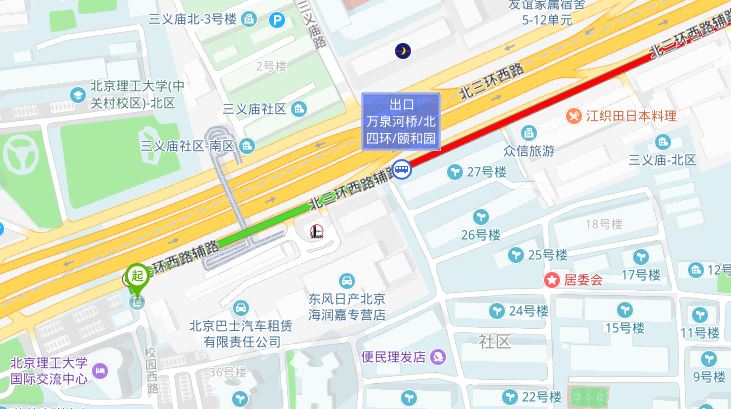 三义庙北-3号楼
三义庙路
P
友谊家属宿舍
5-12单元
2号楼
北三环西路
北三环西路辅路
北京理工大学(中
关村校区)-北区
三义庙社区
出口
万泉河桥/北
四环/颐和园
江织田日本料理
三义庙社区-南区
众信旅游
三义庙-北区
27号楼
北三环西路辅路
18号楼
26号楼
25号楼
17号楼
环西路辅路
起
居委会
12号
东风日产北京
海润嘉专营店
北京巴士汽车租赁
有限责任公司
24号楼
15号楼
11号楼
社区
校园西路
便民理发店
北京理工大学
国际交流中心
36号楼
9号楼
22号楼